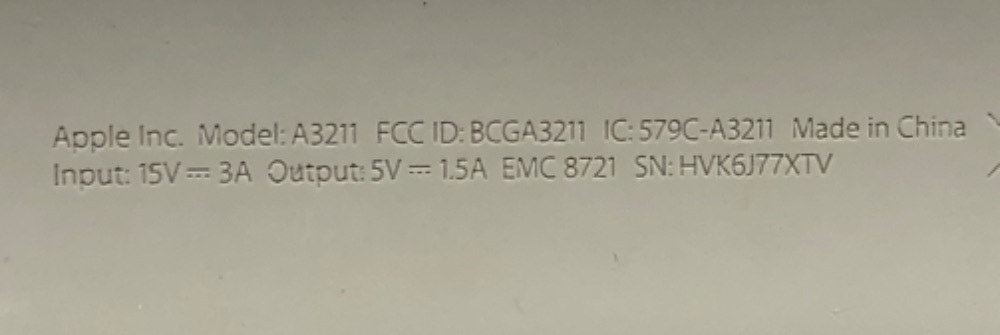 Apple Inc. Model: A3211 FCC ID: BCGA3211 IC: 579C-A3211 Made in China
Input: 15V⎓3A Output: 5V⎓1.5A EMC 8721 SN: HVK6J77XTV